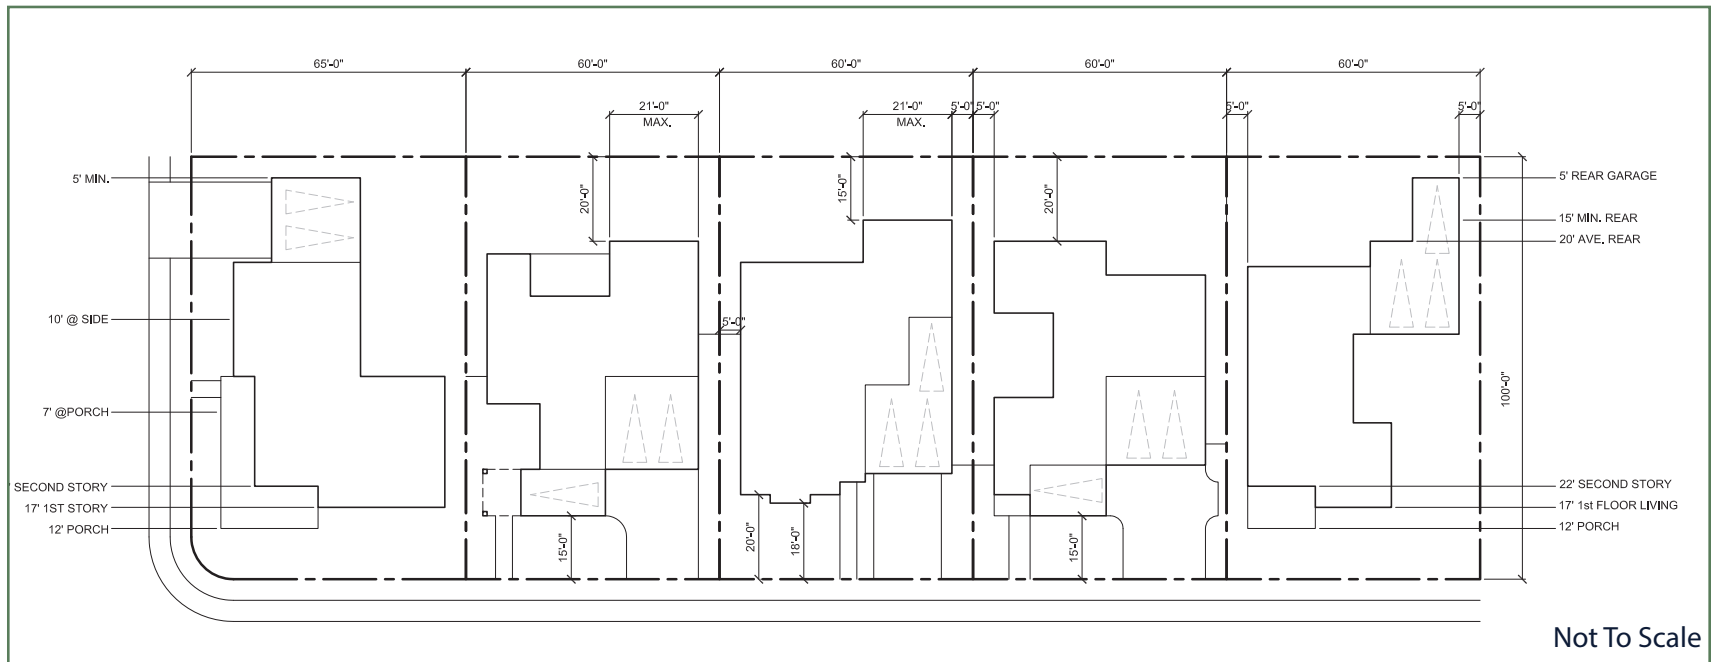 65'-0"
60'-0"
60'-0"
60'-0"
60'-0"
21'-0"
MAX.
21'-0"
MAX.
5'-0"
5'-0"
5'-0"
5'-0"
5' MIN.
20'-0"
15'-0"
20'-0"
5' REAR GARAGE
15' MIN. REAR
20' AVE. REAR
10' @ SIDE
5'-0"
100'-0"
7' @PORCH
' SECOND STORY
17' 1ST STORY
12' PORCH
22' SECOND STORY
17' 1st FLOOR LIVING
12' PORCH
15'-0"
20'-0"
18'-0"
15'-0"
Not To Scale